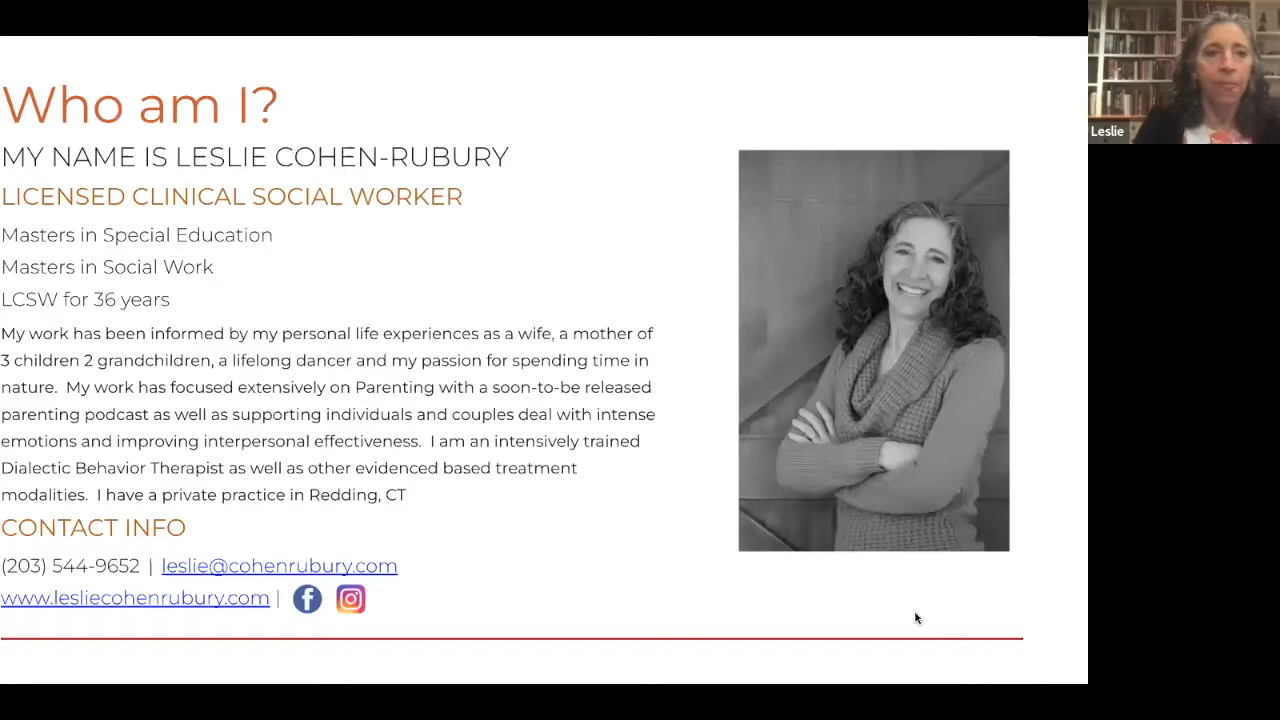 Who am I?
MY NAME IS LESLIE COHEN-RUBURY
LICENSED CLINICAL SOCIAL WORKER
Masters in Special Education
Masters in Social Work
LCSW for 36 years
My work has been informed by my personal life experiences as a wife, a mother of
3 children 2 grandchildren, a lifelong dancer and my passion for spending time in
nature.  My work has focused extensively on Parenting with a soon-to-be released
parenting podcast as well as supporting individuals and couples deal with intense
emotions and improving interpersonal effectiveness.  I am an intensively trained
Dialectic Behavior Therapist as well as other evidenced based treatment
modalities.  I have a private practice in Redding, CT
CONTACT INFO
(203) 544-9652 | leslie@cohenrubury.com
www.lesliecohenrubury.com |
Leslie